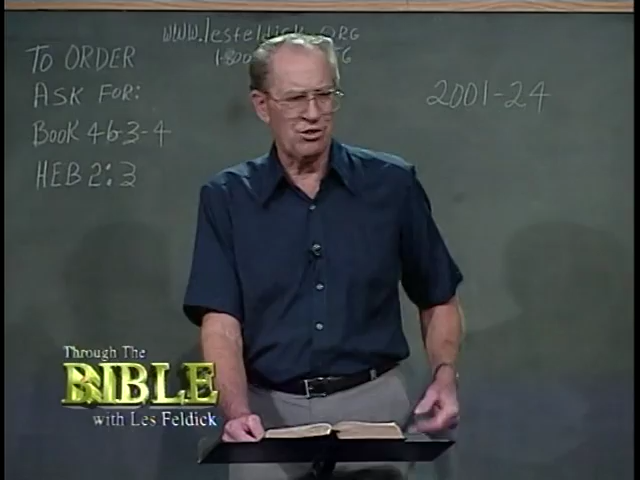 www.lesfeldick.ORG
TO ORDER
ASK FOR:
BOOK 46-3-4
HEB 2:3
2001-24
Through The
BIBLE
with Les Feldick